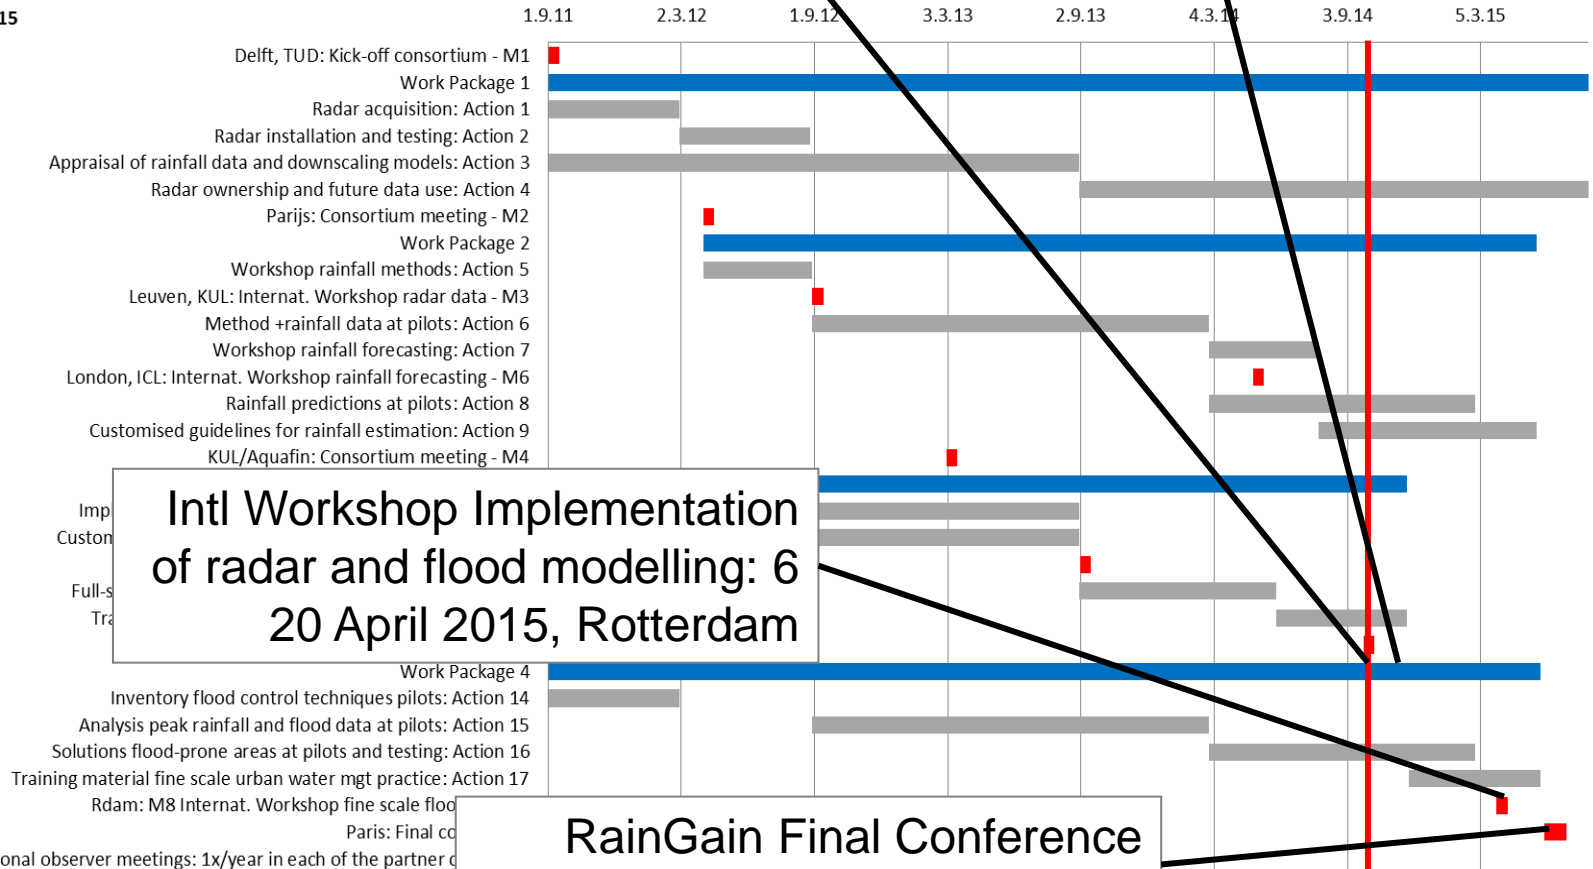 15
1.9.11 2.3.12 1.9.12 3.3.13 2.9.13 4.3.14 3.9.14 5.3.15
Delft, TUD: Kick-off consortium - M1
Work Package 1
Radar acquisition: Action 1
Radar installation and testing: Action 2
Appraisal of rainfall data and downscaling models: Action 3
Radar ownership and future data use: Action 4
Parijs: Consortium meeting - M2
Work Package 2
Workshop rainfall methods: Action 5
Leuven, KUL: Internat. Workshop radar data - M3
Method +rainfall data at pilots: Action 6
Workshop rainfall forecasting: Action 7
London, ICL: Internat. Workshop rainfall forecasting - M6
Rainfall predictions at pilots: Action 8
Customised guidelines for rainfall estimation: Action 9
KUL/Aquafin: Consortium meeting - M4
Intl Workshop Implementation
of radar and flood modelling: 6
20 April 2015, Rotterdam
Imp
Custom
Full-s
Tra
Work Package 4
Inventory flood control techniques pilots: Action 14
Analysis peak rainfall and flood data at pilots: Action 15
Solutions flood-prone areas at pilots and testing: Action 16
Training material fine scale urban water mgt practice: Action 17
Rdam: M8 Internat. Workshop fine scale floo
Paris: Final co
RainGain Final Conference
onal observer meetings: 1x/year in each of the partner c